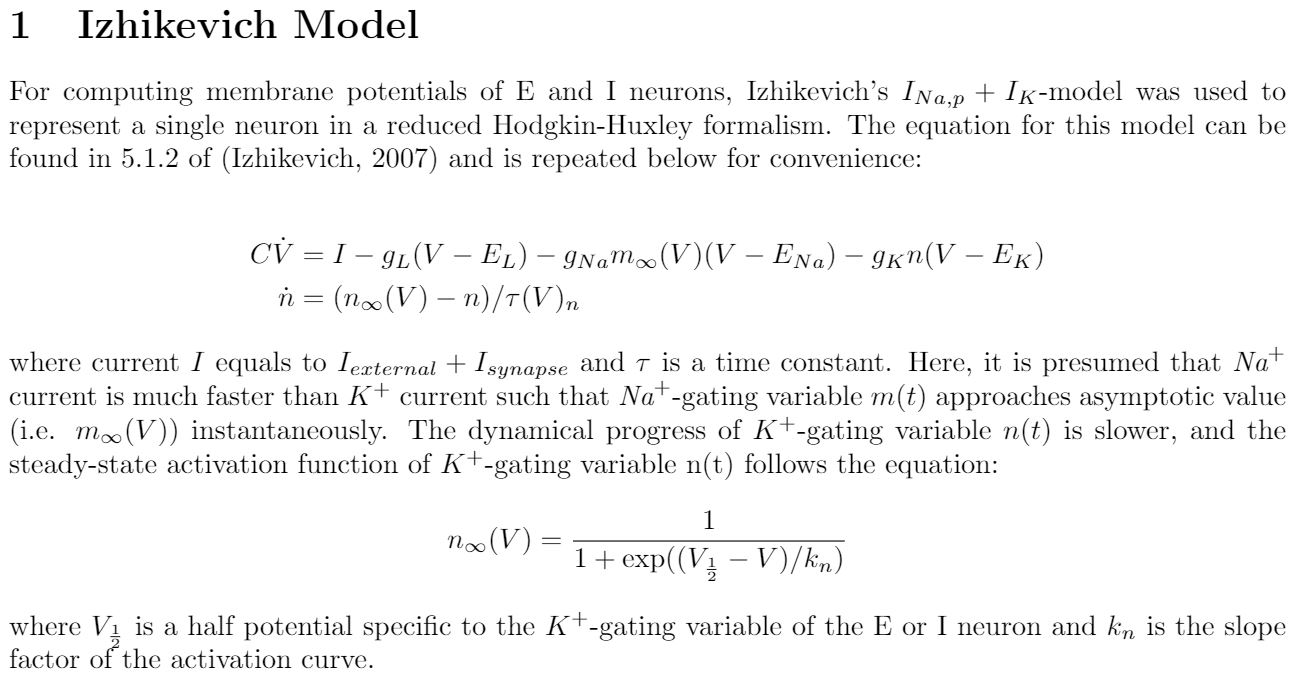 1 Izhikevich Model
For computing membrane potentials of E and I neurons, Izhikevich's $I_{Na,p} + I_K$-model was used to
represent a single neuron in a reduced Hodgkin-Huxley formalism. The equation for this model can be
found in 5.1.2 of (Izhikevich, 2007) and is repeated below for convenience:
$C\dot{V} = I - g_L(V - E_L) - g_{Na}m_\infty(V)(V - E_{Na}) - g_K n(V - E_K)$
$\dot{n} = (n_\infty(V) - n)/\tau(V)_n$
where current $I$ equals to $I_{external} + I_{synapse}$ and $\tau$ is a time constant. Here, it is presumed that $Na^+$
current is much faster than $K^+$ current such that $Na^+$-gating variable $m(t)$ approaches asymptotic value
(i.e. $m_\infty(V)$) instantaneously. The dynamical progress of $K^+$-gating variable $n(t)$ is slower, and the
steady-state activation function of $K^+$-gating variable n(t) follows the equation:
$n_\infty(V) = \frac{1}{1 + \exp((V_{\frac{1}{2}} - V)/k_n)}$
where $V_{\frac{1}{2}}$ is a half potential specific to the $K^+$-gating variable of the E or I neuron and $k_n$ is the slope
factor of the activation curve.